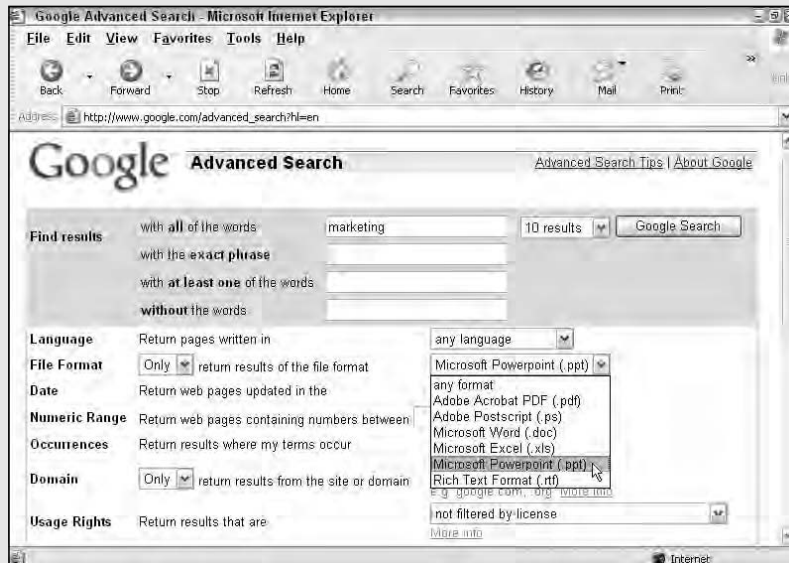 Google Advanced Search - Microsoft Internet Explorer
File Edit View Favorites Tools Help
Back Forward Stop Refresh Home Search Favorites History Mail Print
Address http://www.google.com/advanced_search?hl=en
Google Advanced Search Advanced Search Tips | About Google
Find results with all of the words marketing 10 results Google Search
with the exact phrase
with at least one of the words
without the words
Language Return pages written in any language
File Format Only return results of the file format Microsoft Powerpoint (.ppt)
any format
Date Return web pages updated in the Adobe Acrobat PDF (.pdf)
Adobe Postscript (.ps)
Numeric Range Return web pages containing numbers between Microsoft Word (.doc)
Occurrences Return results where my terms occur Microsoft Excel (.xls)
Microsoft Powerpoint (.ppt)
Domain Only return results from the site or domain Rich Text Format (.rtf)
e.g. google.com, .org More info
Usage Rights Return results that are not filtered by license
More info
Internet